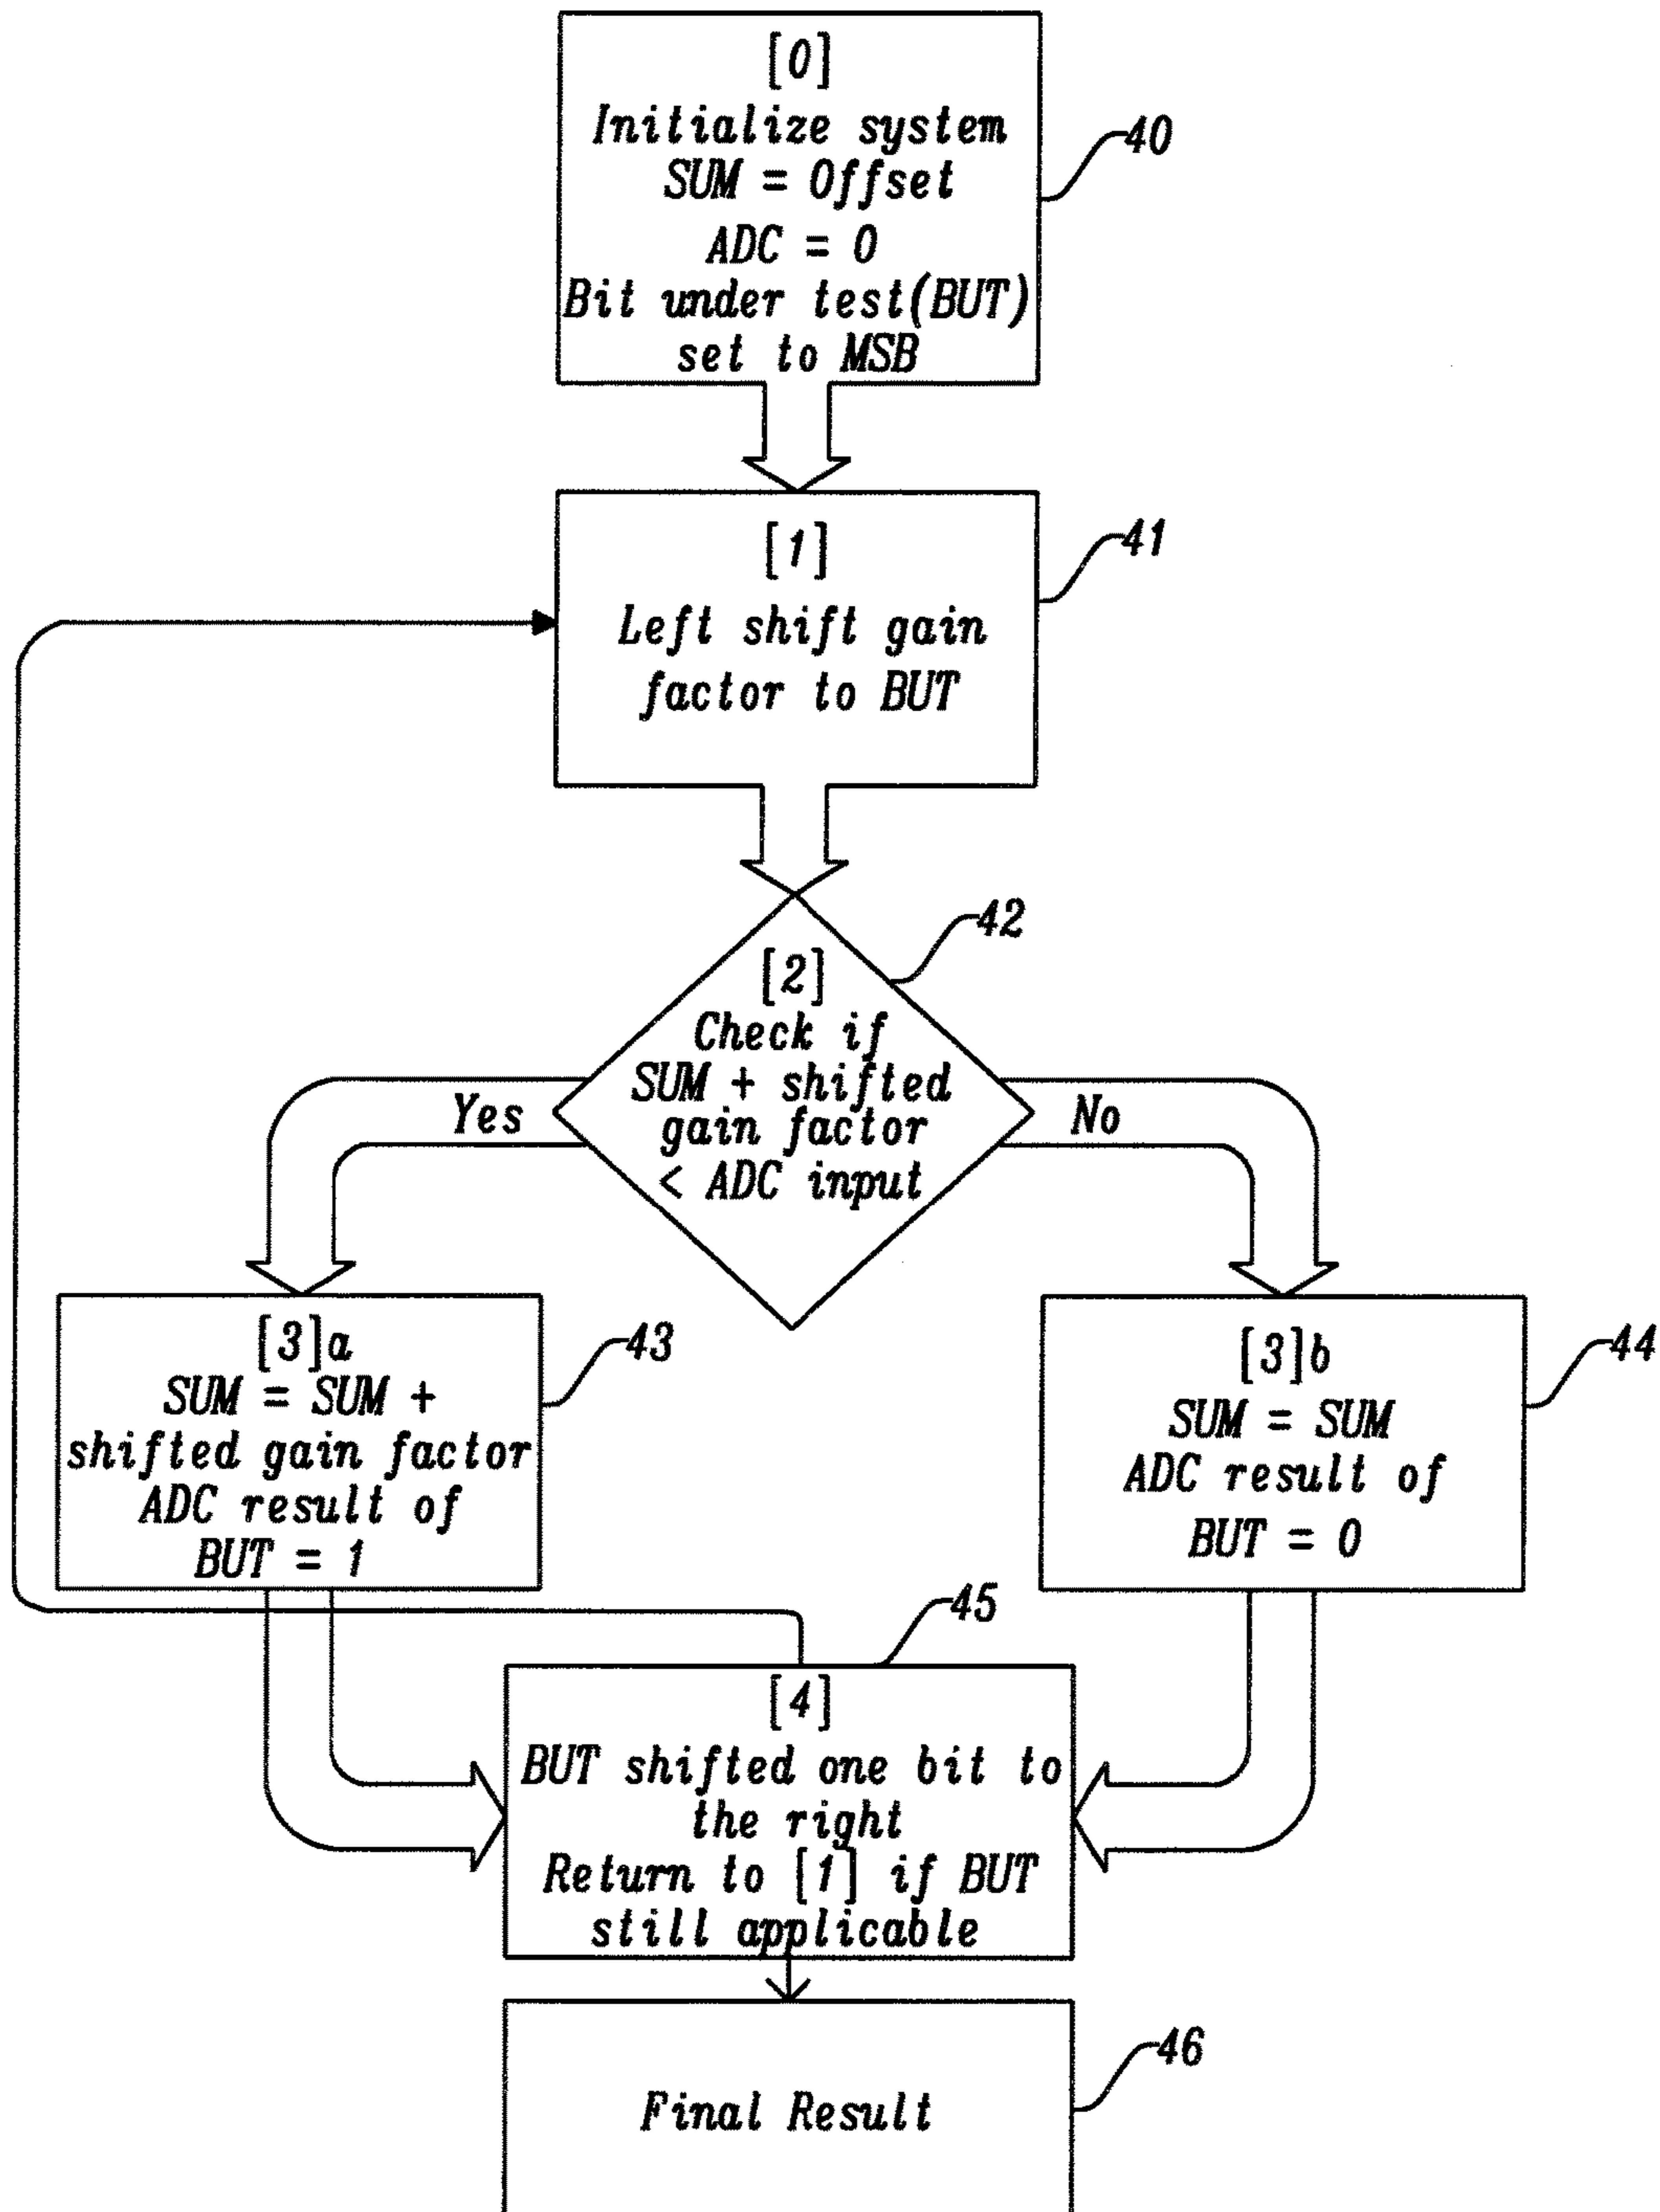 [0]
Initialize system
SUM = Offset
ADC = 0
Bit under test(BUT)
set to MSB
40
[1]
Left shift gain
factor to BUT
41
42
[2]
Check if
SUM + shifted
gain factor
< ADC input
Yes
No
[3]a
SUM = SUM +
shifted gain factor
ADC result of
BUT = 1
43
[3]b
SUM = SUM
ADC result of
BUT = 0
44
45
[4]
BUT shifted one bit to
the right
Return to [1] if BUT
still applicable
46
Final Result